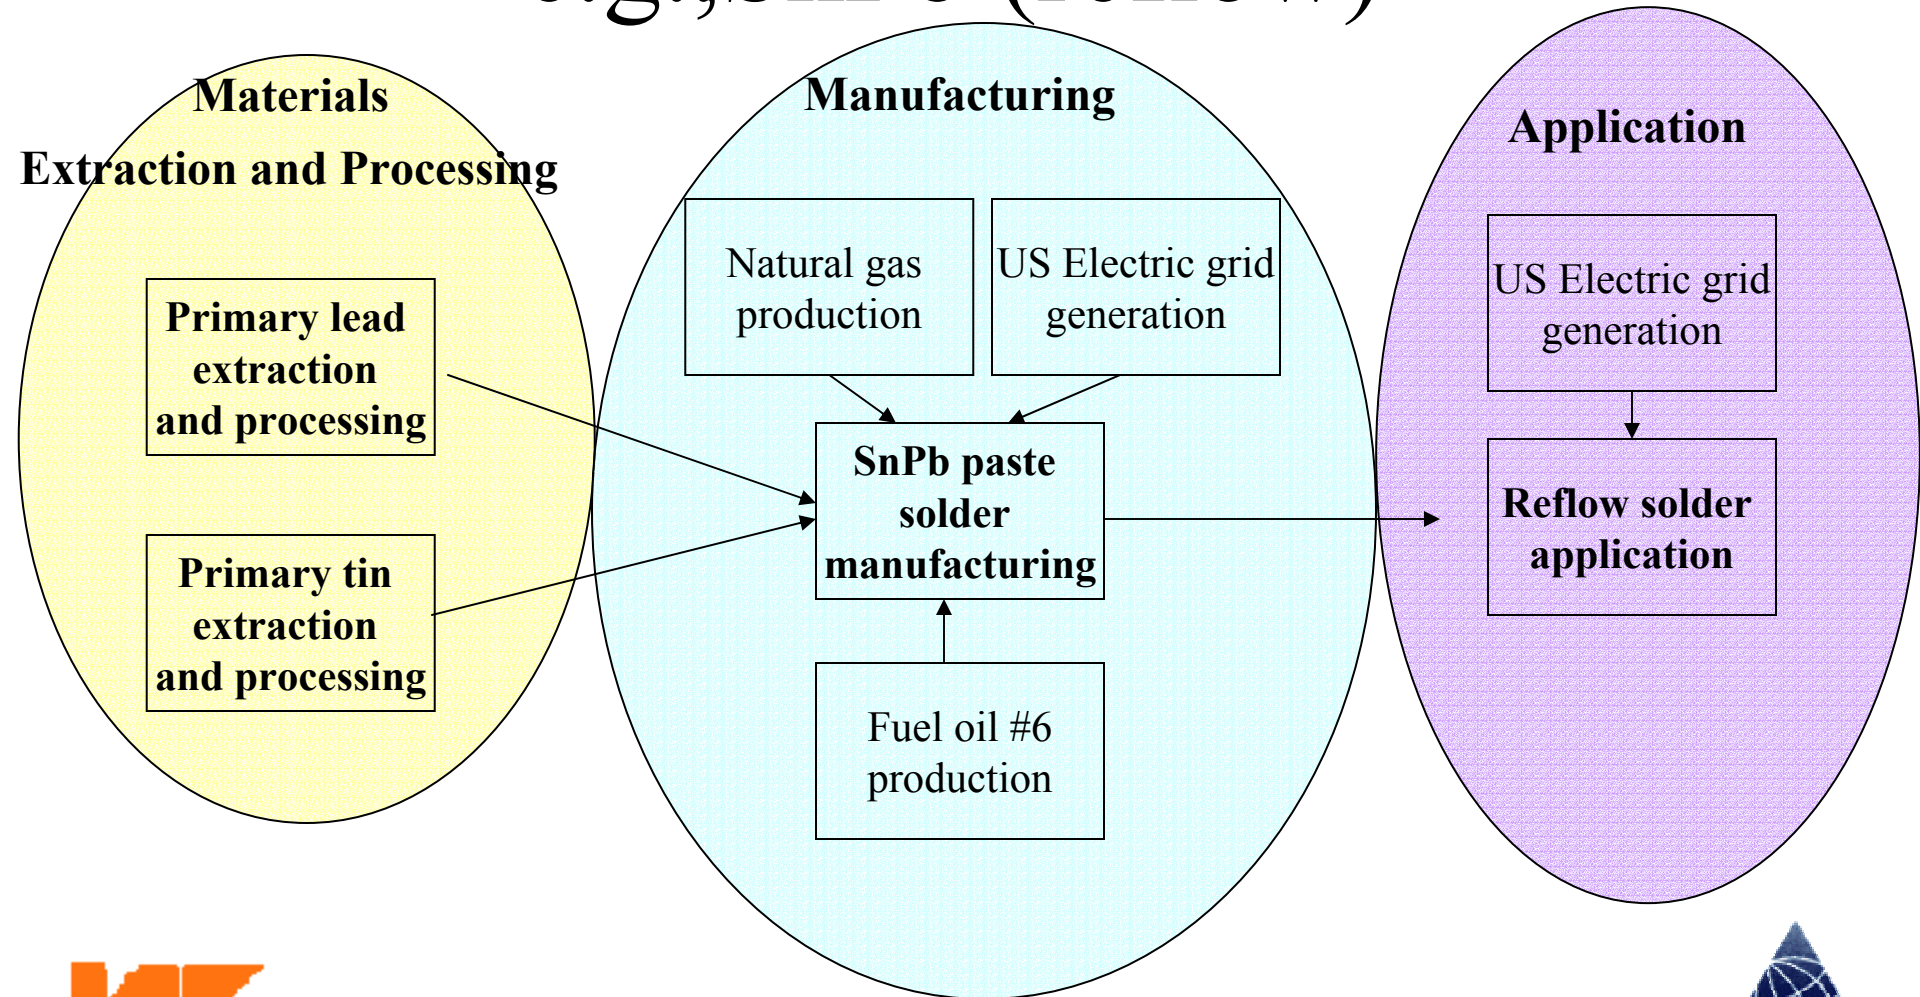 Materials
Extraction and Processing
Primary lead
extraction
and processing
Primary tin
extraction
and processing
Manufacturing
Natural gas
production
US Electric grid
generation
SnPb paste
solder
manufacturing
Fuel oil #6
production
Application
US Electric grid
generation
Reflow solder
application